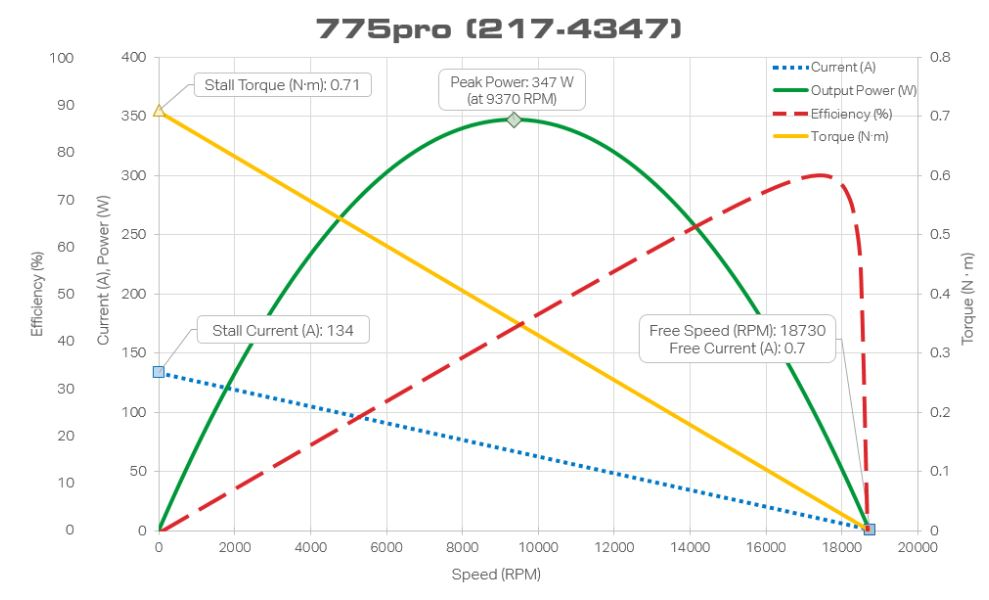 775pro (217-4347)
100
90
80
70
60
50
40
30
20
10
0
Efficiency (%)
400
350
300
250
200
150
100
50
0
Current (A), Power (W)
Stall Torque (N·m): 0.71
Peak Power: 347 W
(at 9370 RPM)
Current (A)
Output Power (W)
Efficiency (%)
Torque (N·m)
Stall Current (A): 134
Free Speed (RPM): 18730
Free Current (A): 0.7
0.8
0.7
0.6
0.5
0.4
0.3
0.2
0.1
0
Torque (N · m)
0 2000 4000 6000 8000 10000 12000 14000 16000 18000 20000
Speed (RPM)